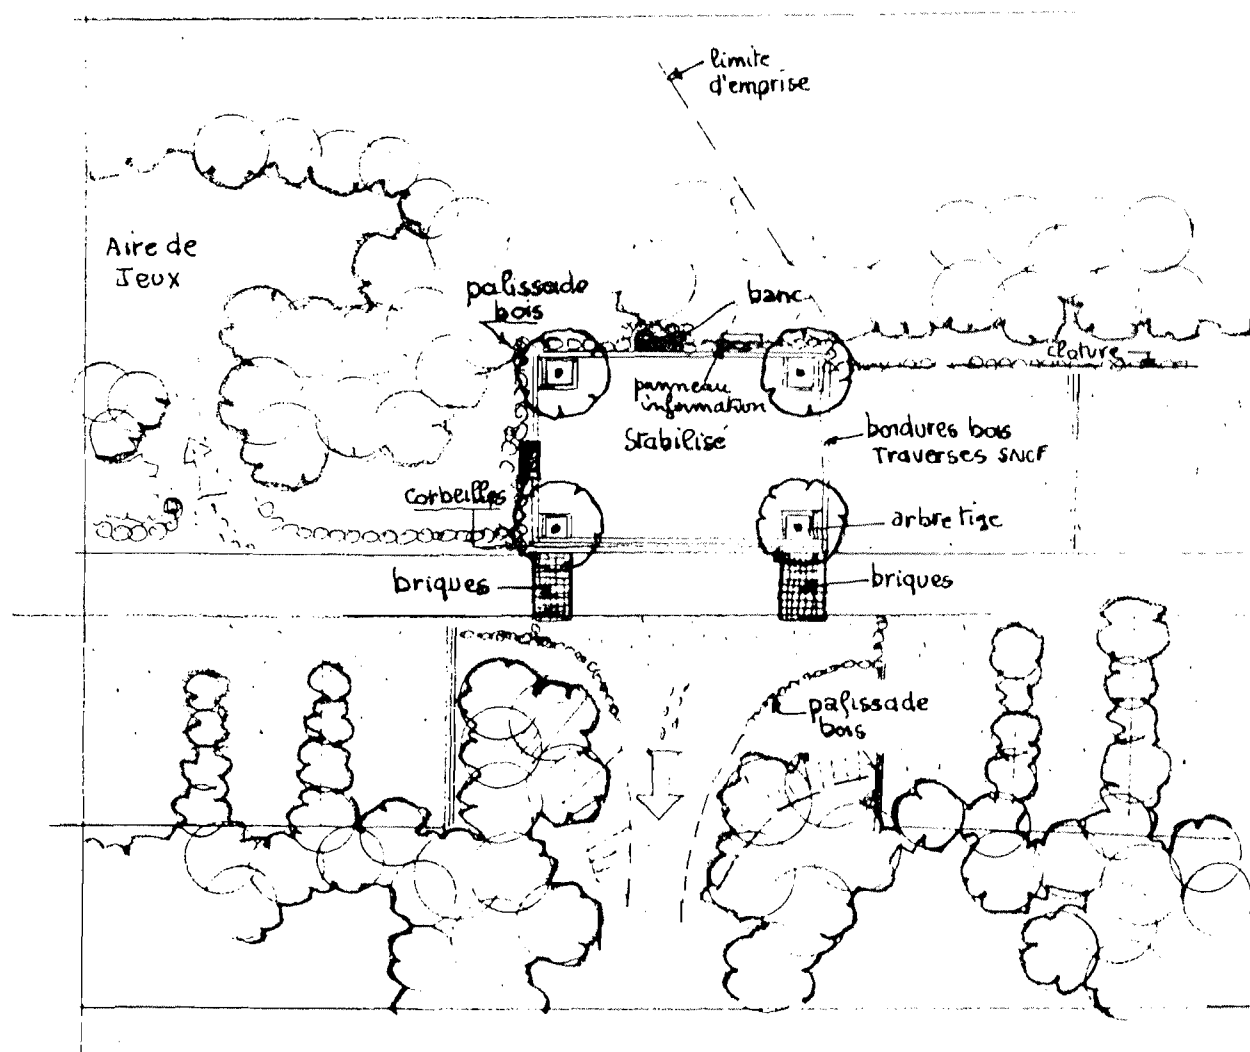 limite
d'emprise
Aire de
Jeux
palissade
bois
banc
cloture
panneau
information
Stabilisé
bordures bois
Traverses SNCF
corbeilles
arbre tige
briques
briques
palissade
bois